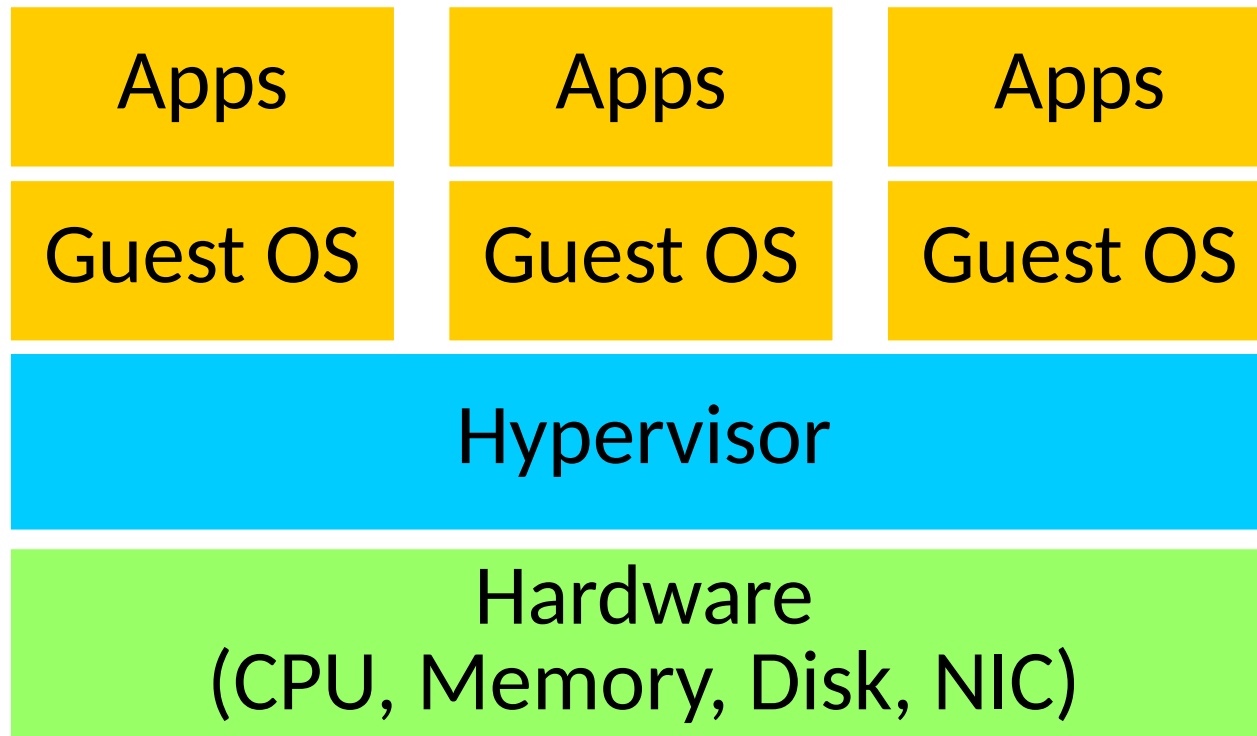 Apps Apps Apps
Guest OS Guest OS Guest OS
Hypervisor
Hardware
(CPU, Memory, Disk, NIC)